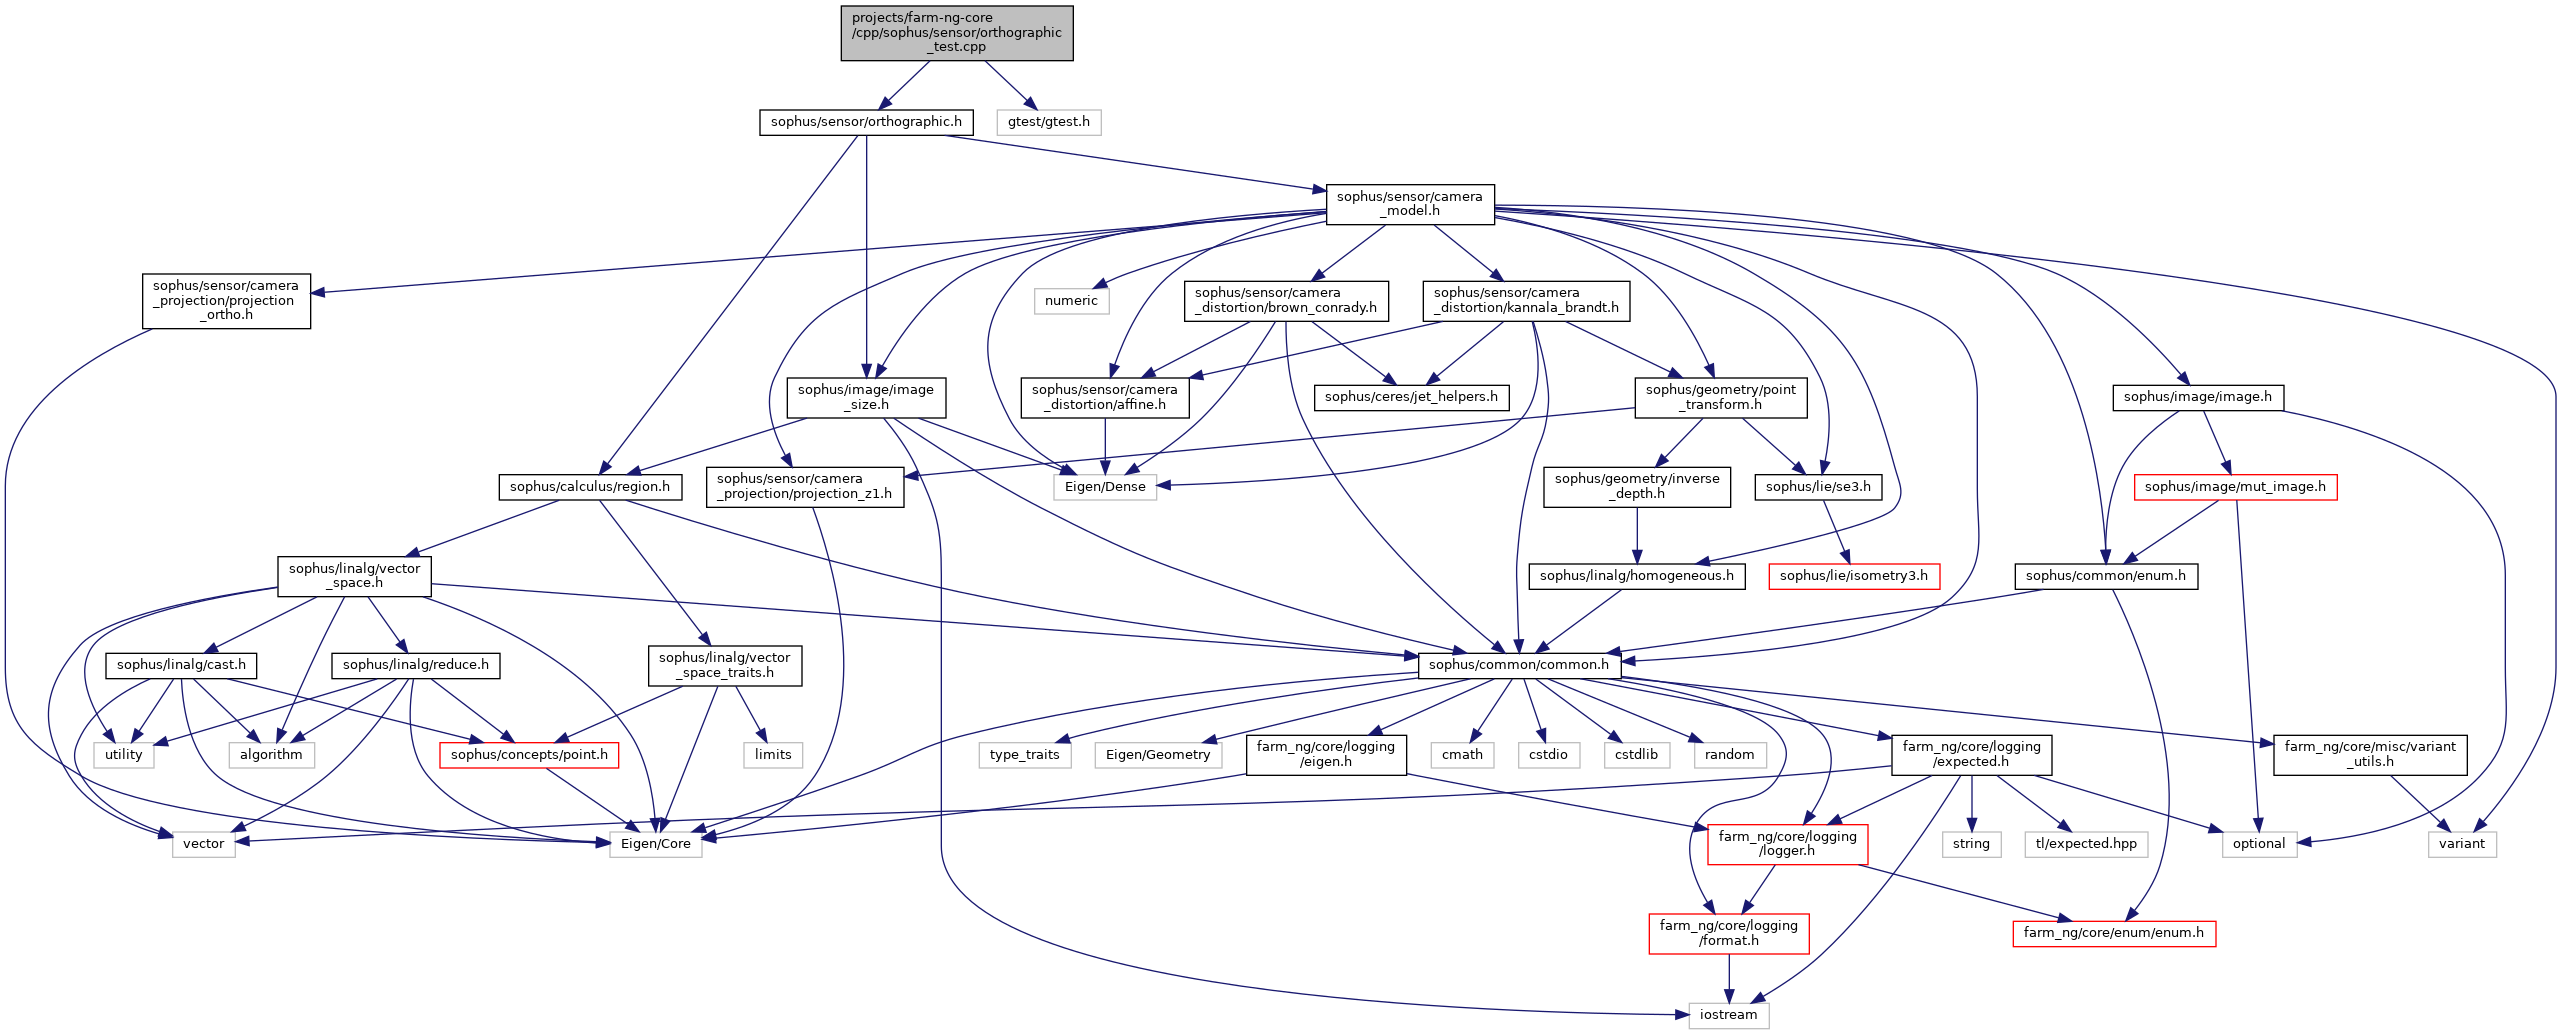 projects/farm-ng-core
/cpp/sophus/sensor/orthographic
_test.cpp
sophus/sensor/orthographic.h
gtest/gtest.h
sophus/sensor/camera
_model.h
sophus/sensor/camera
_projection/projection
_ortho.h
numeric
sophus/sensor/camera
_distortion/brown_conrady.h
sophus/sensor/camera
_distortion/kannala_brandt.h
sophus/image/image
_size.h
sophus/sensor/camera
_distortion/affine.h
sophus/ceres/jet_helpers.h
sophus/geometry/point
_transform.h
sophus/image/image.h
sophus/calculus/region.h
sophus/sensor/camera
_projection/projection_z1.h
Eigen/Dense
sophus/geometry/inverse
_depth.h
sophus/lie/se3.h
sophus/image/mut_image.h
sophus/linalg/vector
_space.h
sophus/linalg/homogeneous.h
sophus/lie/isometry3.h
sophus/common/enum.h
sophus/linalg/cast.h
sophus/linalg/reduce.h
sophus/linalg/vector
_space_traits.h
sophus/common/common.h
utility
algorithm
sophus/concepts/point.h
limits
type_traits
Eigen/Geometry
farm_ng/core/logging
/eigen.h
cmath
cstdio
cstdlib
random
farm_ng/core/logging
/expected.h
farm_ng/core/misc/variant
_utils.h
vector
Eigen/Core
farm_ng/core/logging
/logger.h
string
tl/expected.hpp
optional
variant
farm_ng/core/logging
/format.h
farm_ng/core/enum/enum.h
iostream